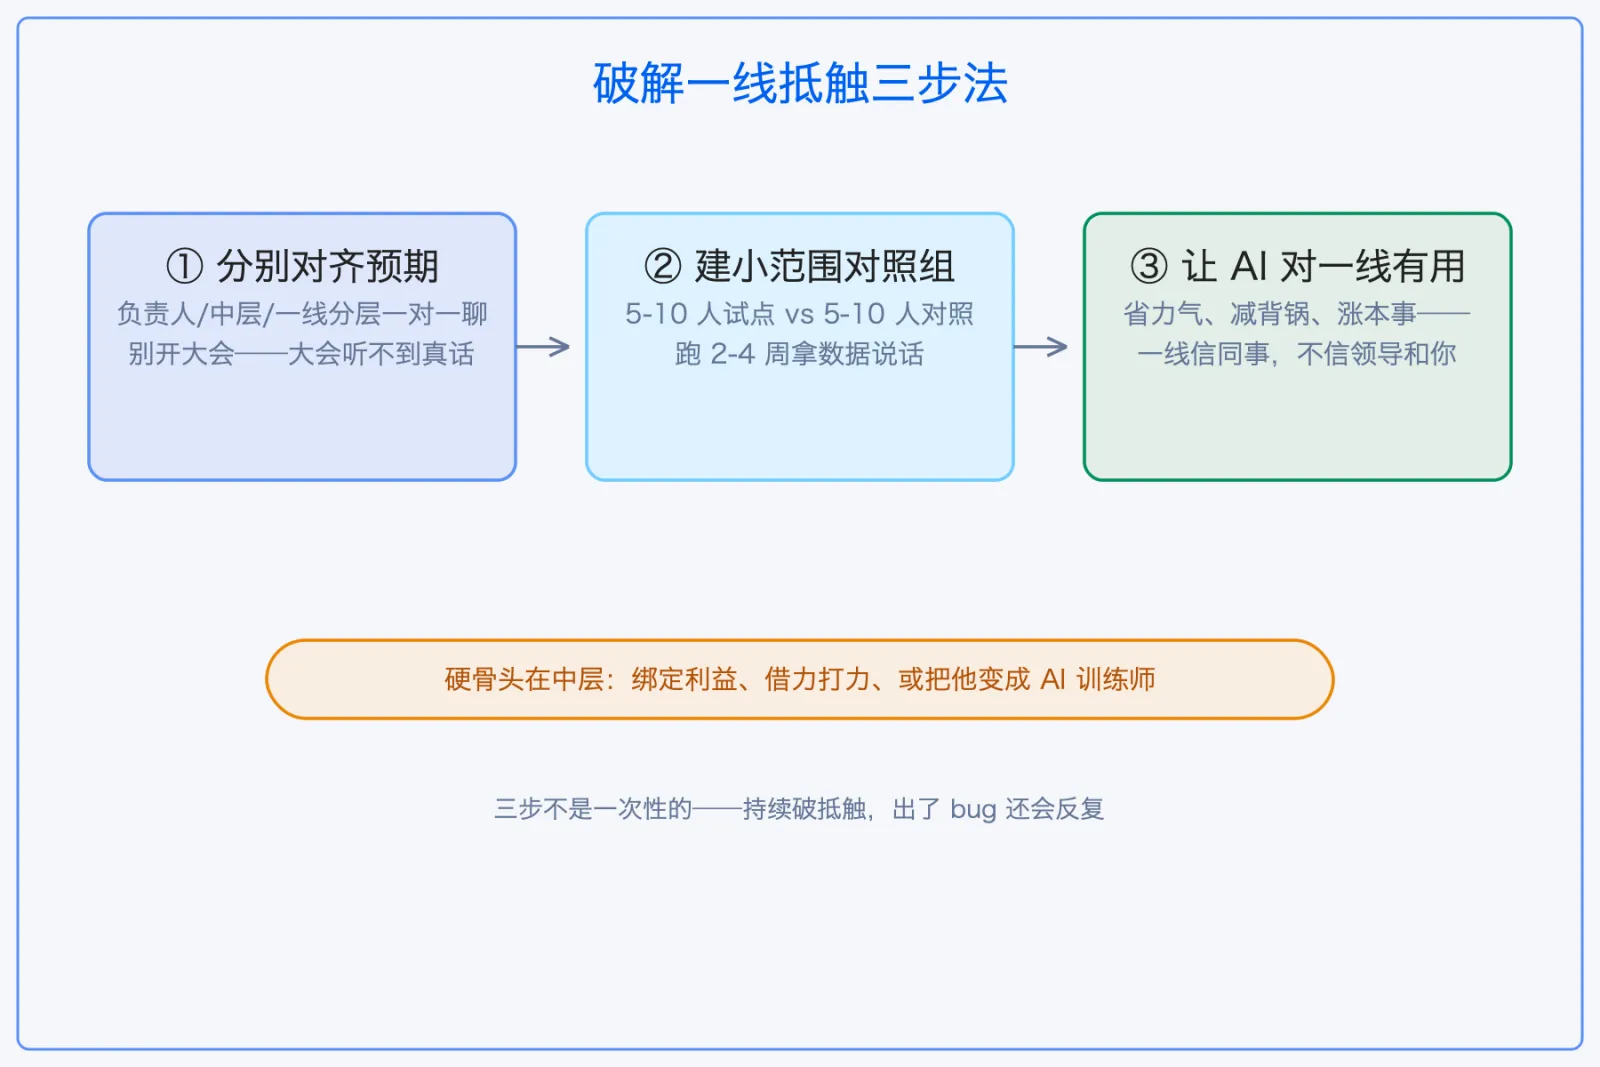 破解一线抵触三步法
① 分别对齐预期
负责人/中层/一线分层一对一聊
别开大会——大会听不到真话
② 建小范围对照组
5-10 人试点 vs 5-10 人对照
跑 2-4 周拿数据说话
③ 让 AI 对一线有用
省力气、减背锅、涨本事——
一线信同事，不信领导和你
硬骨头在中层：绑定利益、借力打力、或把他变成 AI 训练师
三步不是一次性的——持续破抵触，出了 bug 还会反复